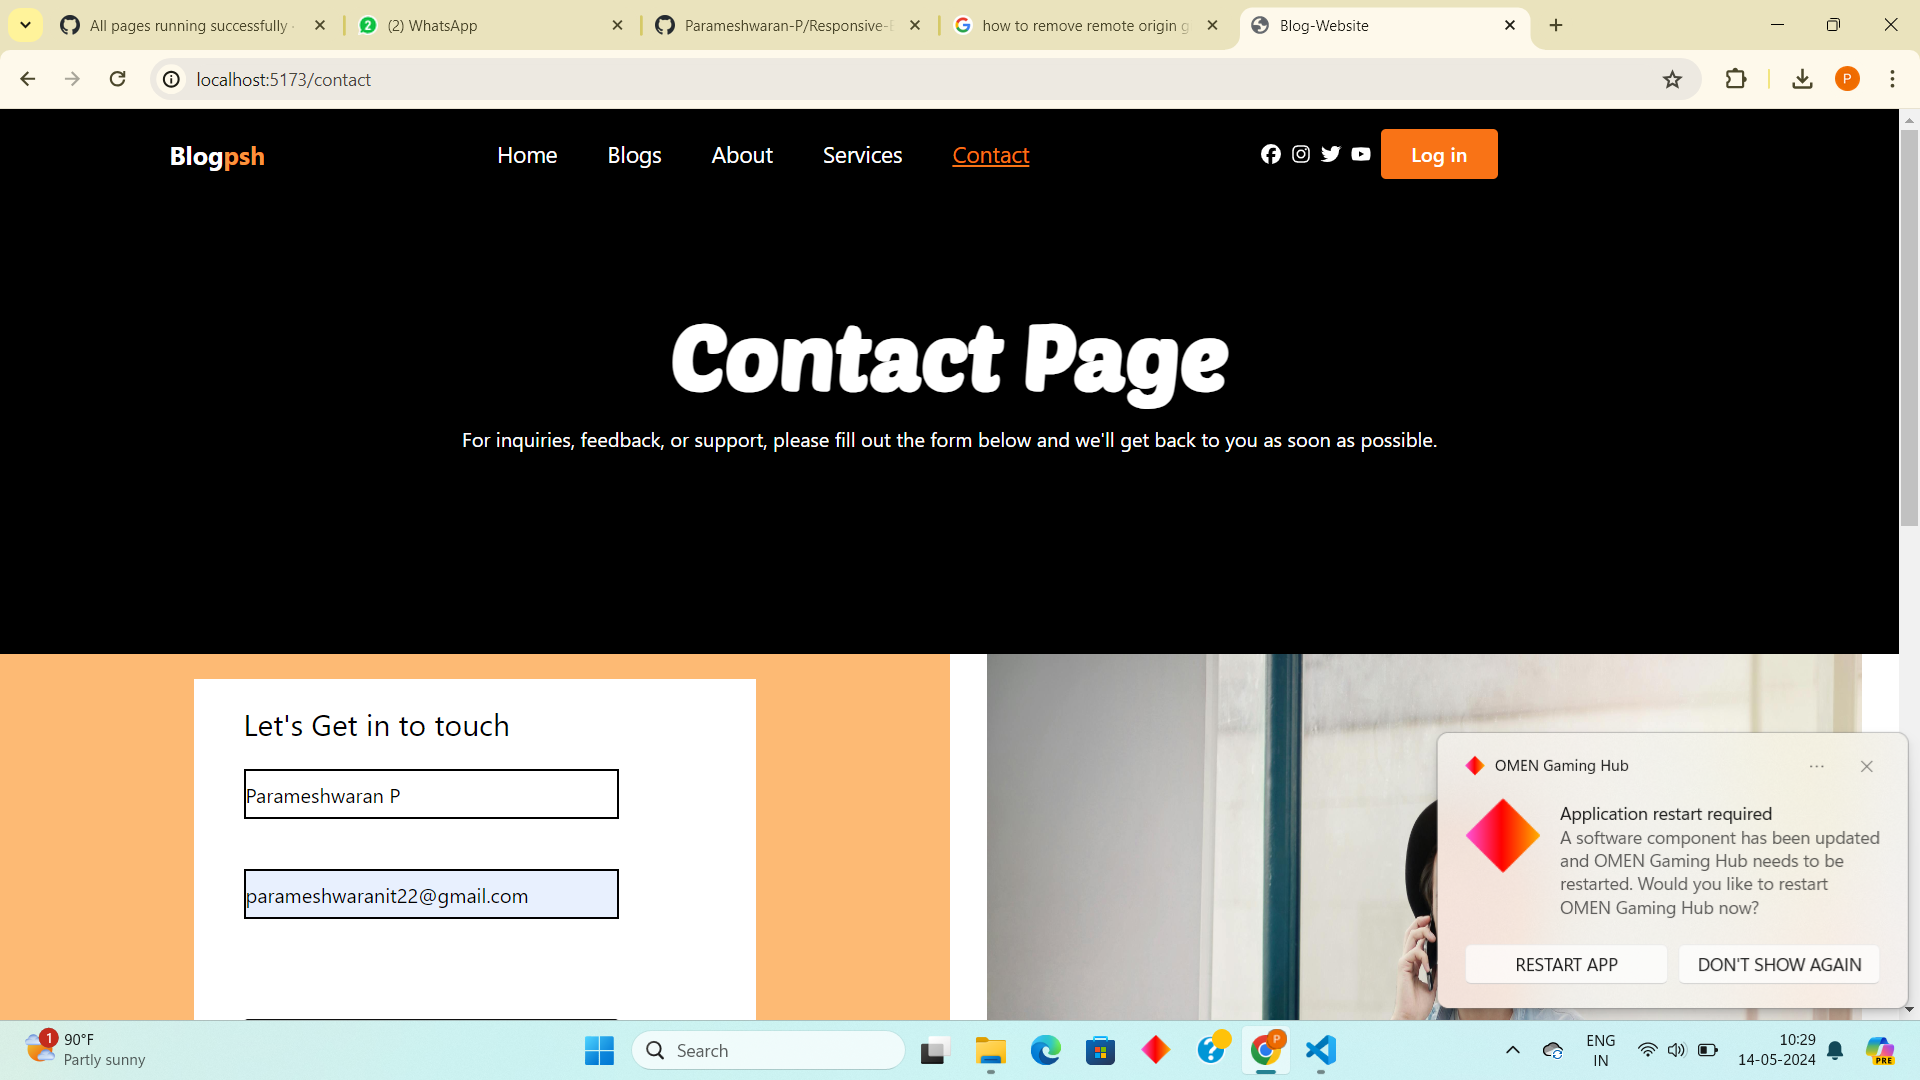 All pages running successfully
2
(2) WhatsApp
Parameshwaran-P/Responsive-
how to remove remote origin g
Blog-Website
localhost:5173/contact
P
Blogpsh
Home
Blogs
About
Services
Contact
Log in
Contact Page
For inquiries, feedback, or support, please fill out the form below and we'll get back to you as soon as possible.
Let's Get in to touch
Parameshwaran P
parameshwaranit22@gmail.com
OMEN Gaming Hub
Application restart required
A software component has been updated
and OMEN Gaming Hub needs to be
restarted. Would you like to restart
OMEN Gaming Hub now?
RESTART APP
DON'T SHOW AGAIN
1
90°F
Partly sunny
Search
P
ENG
IN
10:29
14-05-2024
PRE